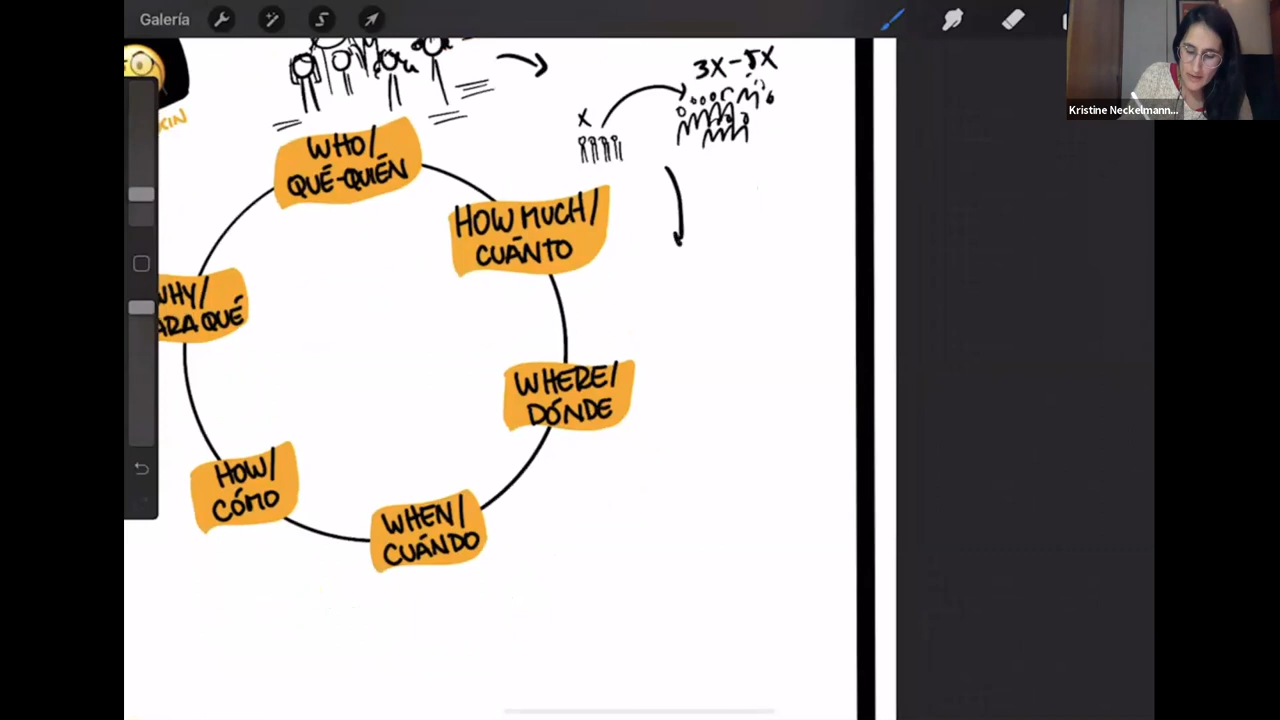 Galería
Kristine Neckelmann...
3X-5X
X
WHO/
QUÉ-QUIÉN
HOW MUCH/
CUÁNTO
WHERE/
DÓNDE
WHEN/
CUÁNDO
HOW/
CÓMO
WHY/
ARA QUÉ